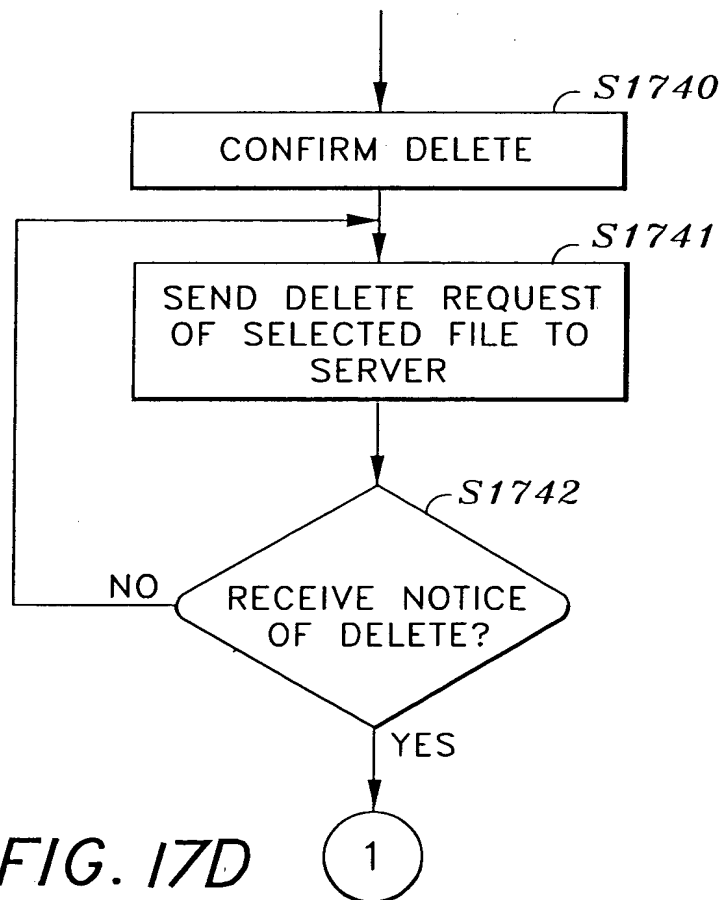 S1740
CONFIRM DELETE
S1741
SEND DELETE REQUEST
OF SELECTED FILE TO
SERVER
S1742
NO
RECEIVE NOTICE
OF DELETE?
YES
1
FIG. 17D